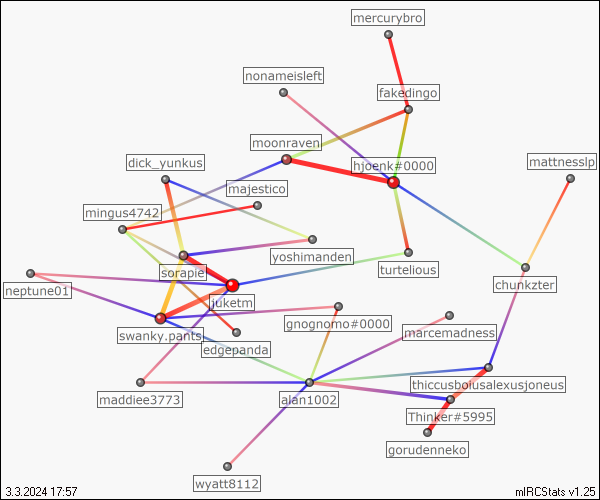 mercurybro
nonameisleft
fakedingo
moonraven
hjoenk#0000
dick_yunkus
mattnesslp
majestico
mingus4742
yoshimanden
sorapie
turtelious
chunkzter
neptune01
juketm
gnognomo#0000
marcemadness
swanky.pants
edgepanda
thiccusboiusalexusjoneus
maddiee3773
alan1002
Thinker#5995
gorudenneko
wyatt8112
3.3.2024 17:57
mIRCStats v1.25